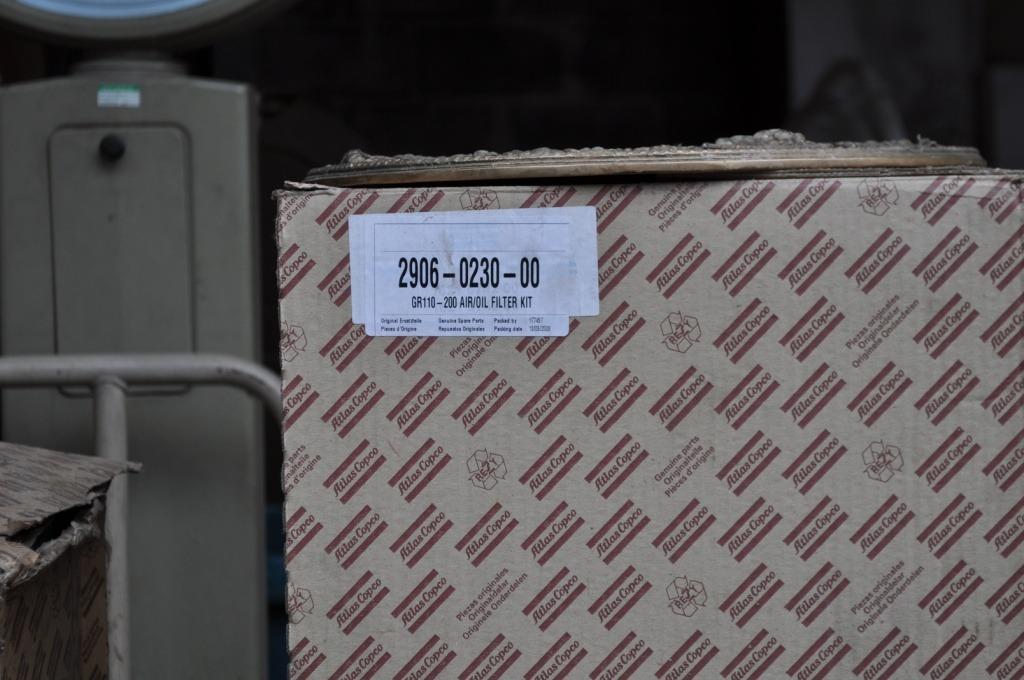 2906-0230-00
GR110-200 AIR/OIL FILTER KIT
Original Ersatzteile Genuine Spare Parts Packed by
Pieces d'Origine Repuestos Originales Packing date
Atlas Copco
Genuine parts
Originalteile
Pièces d'origine
Piezas originales
Originaldelar
Originele Onderdelen
RESY